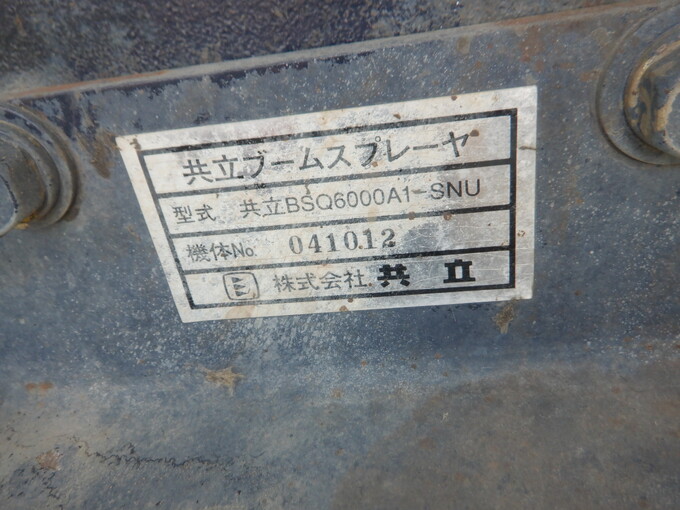 共立ブームスプレーヤ
型式 共立BSQ6000A1-SNU
機体No. 041012
株式会社 共立